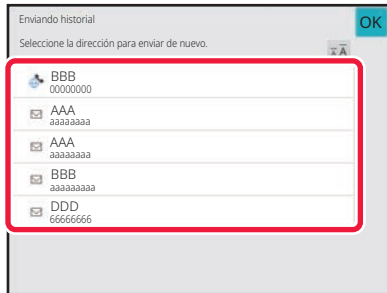 Enviando historial
OK
Seleccione la dirección para enviar de nuevo.
A A
BBB
00000000
AAA
aaaaaaaa
AAA
aaaaaaaa
BBB
aaaaaaaaa
DDD
66666666